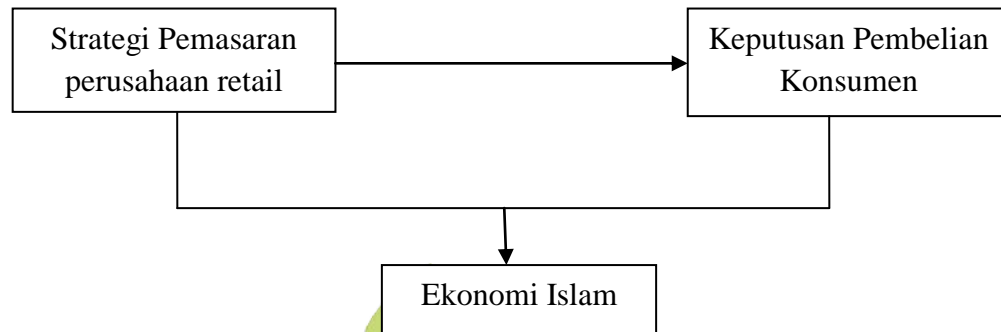 Strategi Pemasaran
perusahaan retail
Keputusan Pembelian
Konsumen
Ekonomi Islam